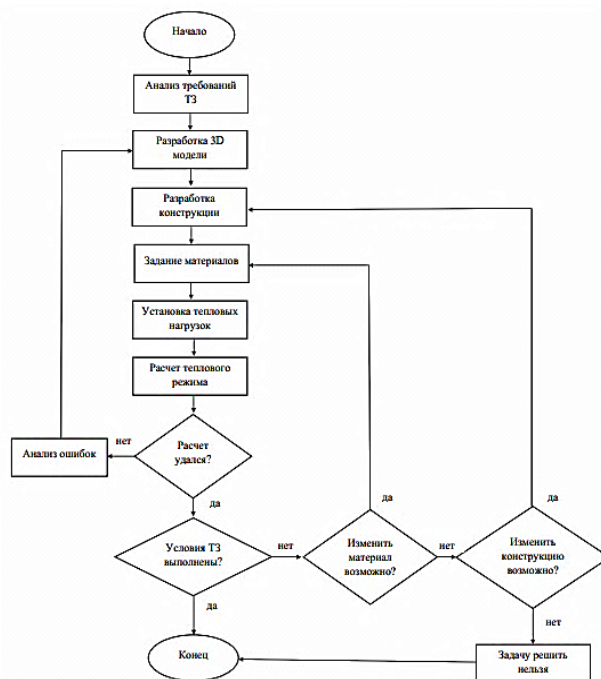 Начало
Анализ требований
ТЗ
Разработка 3D
модели
Разработка
конструкции
Задание материалов
Установка тепловых
нагрузок
Расчет теплового
режима
Анализ ошибок
нет
Расчет
удался?
да
да
да
Условия ТЗ
выполнены?
нет
Изменить
материал
возможно?
нет
Изменить
конструкцию
возможно?
да
нет
Конец
Задачу решить
нельзя